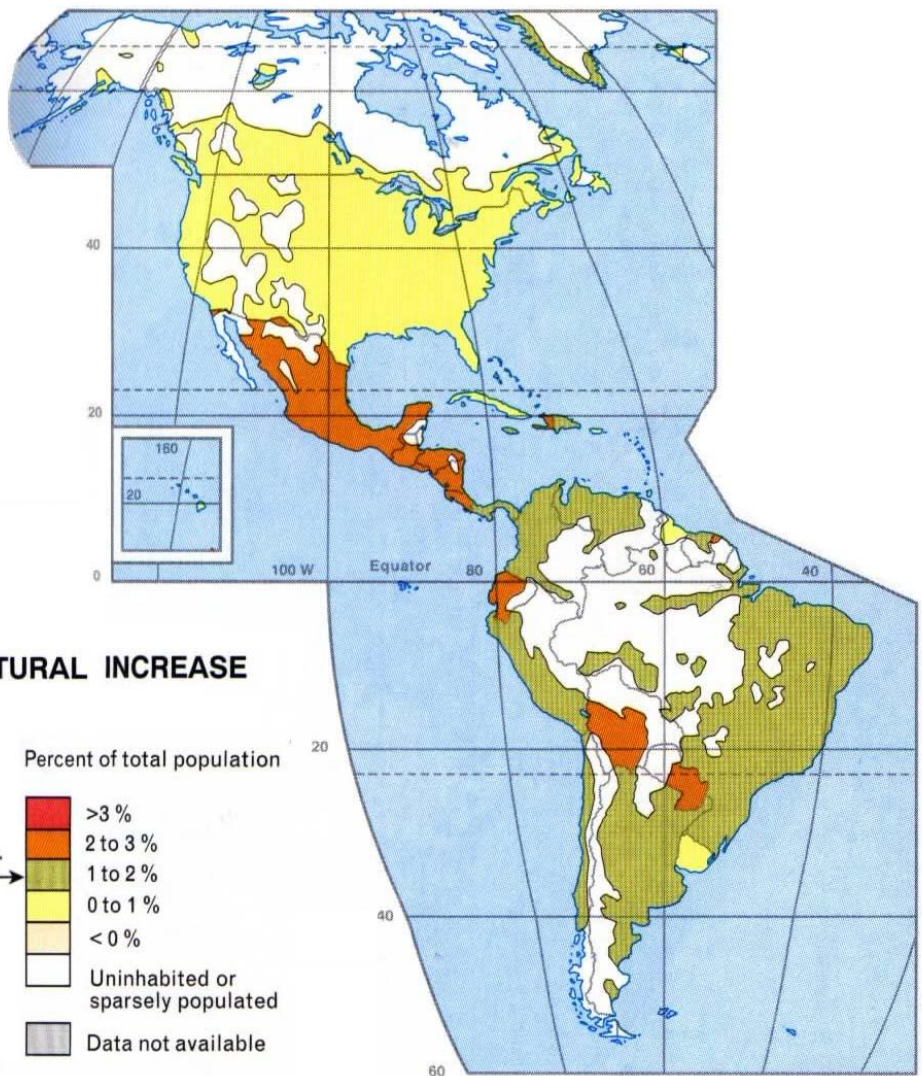 40
20
160
20
0
100 W
Equator
80
60
40
TURAL INCREASE
Percent of total population
20
>3 %
2 to 3 %
1 to 2 %
0 to 1 %
40
< 0 %
Uninhabited or
sparsely populated
Data not available
60